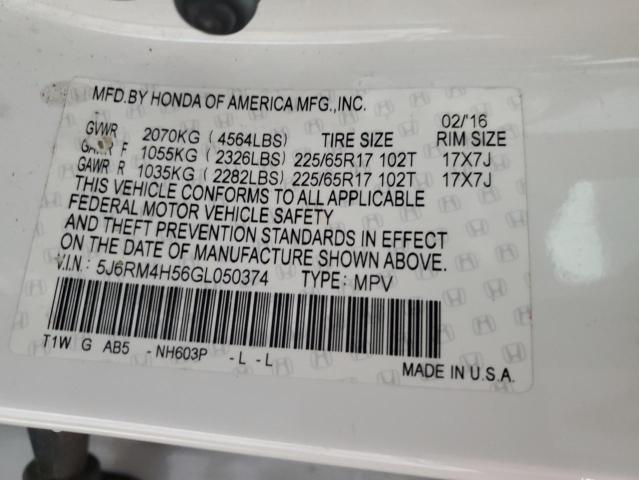 MFD.BY HONDA OF AMERICA MFG.,INC.
02/'16
GVWR 2070KG (4564LBS) TIRE SIZE RIM SIZE
GAWR F 1055KG (2326LBS) 225/65R17 102T 17X7J
GAWR R 1035KG (2282LBS) 225/65R17 102T 17X7J
THIS VEHICLE CONFORMS TO ALL APPLICABLE
FEDERAL MOTOR VEHICLE SAFETY
AND THEFT PREVENTION STANDARDS IN EFFECT
ON THE DATE OF MANUFACTURE SHOWN ABOVE.
V.I.N.: 5J6RM4H56GL050374 TYPE: MPV
T1W G AB5 -NH603P -L -L
MADE IN U.S.A.